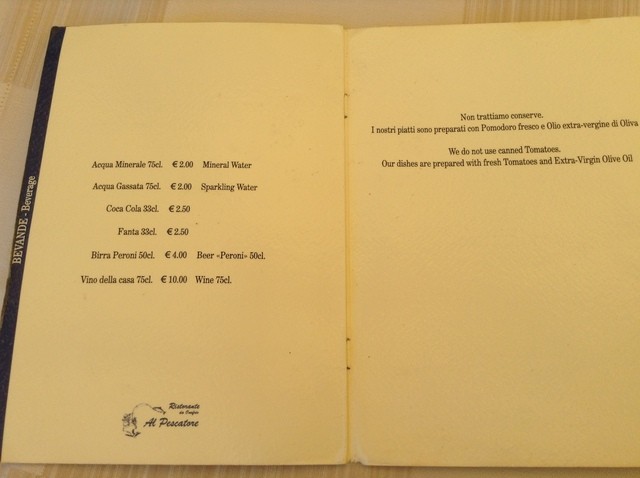 BEVANDE - Beverage
Acqua Minerale 75cl. € 2.00 Mineral Water
Acqua Gassata 75cl. € 2.00 Sparkling Water
Coca Cola 33cl. € 2.50
Fanta 33cl. € 2.50
Birra Peroni 50cl. € 4.00 Beer «Peroni» 50cl.
Vino della casa 75cl. € 10.00 Wine 75cl.
Ristorante
Al Pescatore
Non trattiamo conserve.
I nostri piatti sono preparati con Pomodoro fresco e Olio extra-vergine di Oliva
We do not use canned Tomatoes.
Our dishes are prepared with fresh Tomatoes and Extra-Virgin Olive Oil